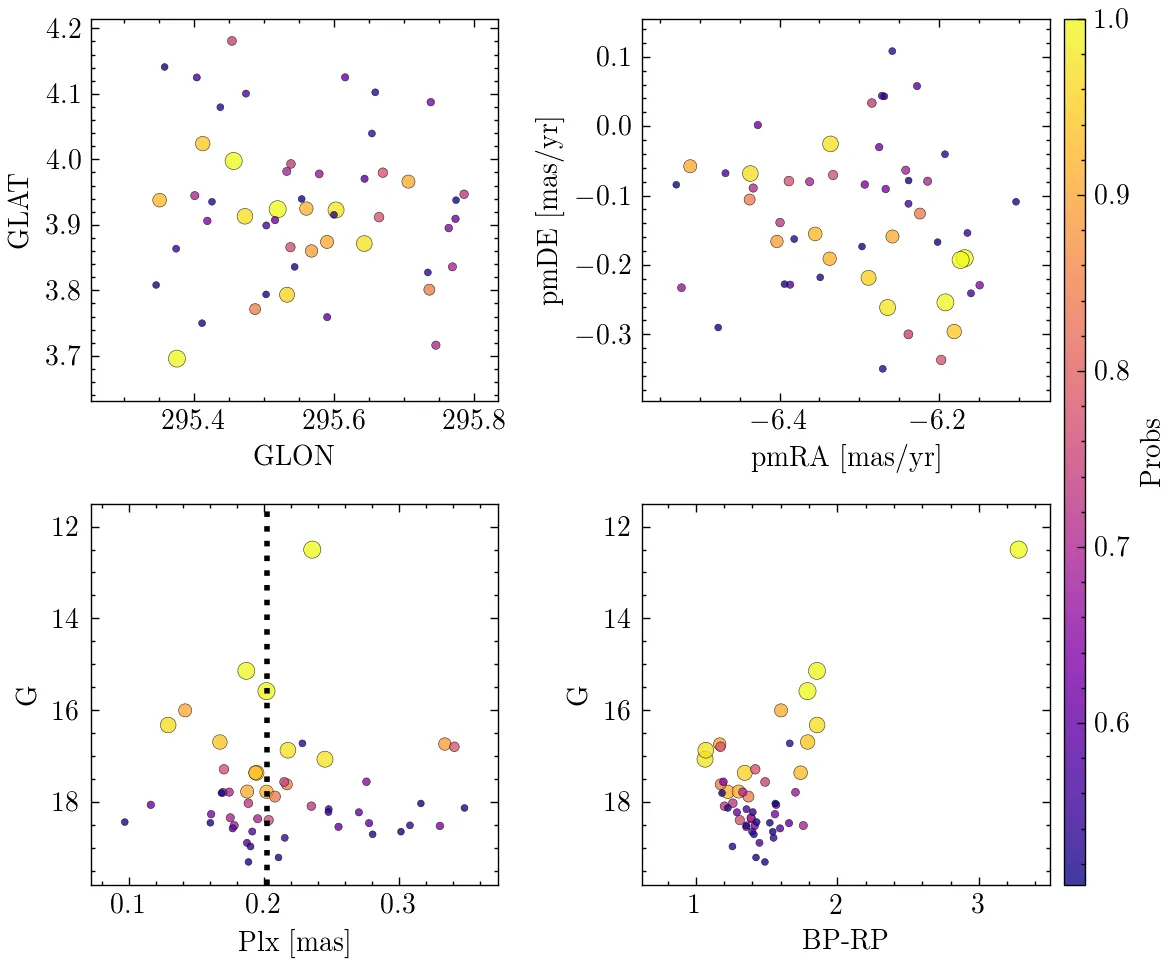 4.2
4.1
4.0
3.9
3.8
3.7
GLAT
295.4 295.6 295.8
GLON
0.1
0.0
−0.1
−0.2
−0.3
pmDE [mas/yr]
−6.4 −6.2
pmRA [mas/yr]
12
14
16
18
G
0.1 0.2 0.3
Plx [mas]
12
14
16
18
G
1 2 3
BP-RP
1.0
0.9
0.8
0.7
0.6
Probs